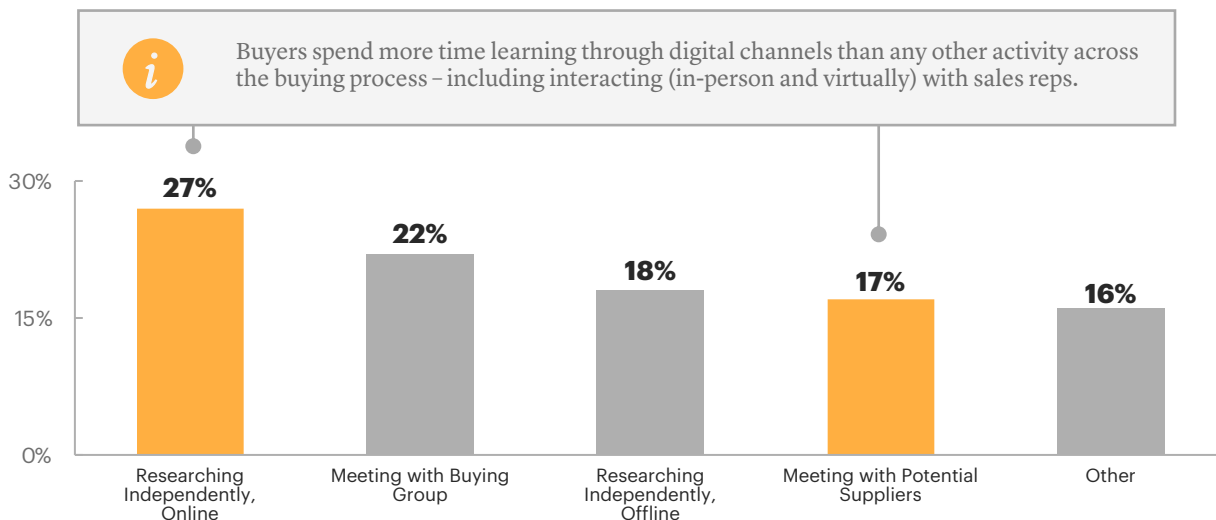 i
Buyers spend more time learning through digital channels than any other activity across
the buying process – including interacting (in-person and virtually) with sales reps.
30%
15%
0%
27%
22%
18%
17%
16%
Researching
Independently,
Online
Meeting with Buying
Group
Researching
Independently,
Offline
Meeting with Potential
Suppliers
Other